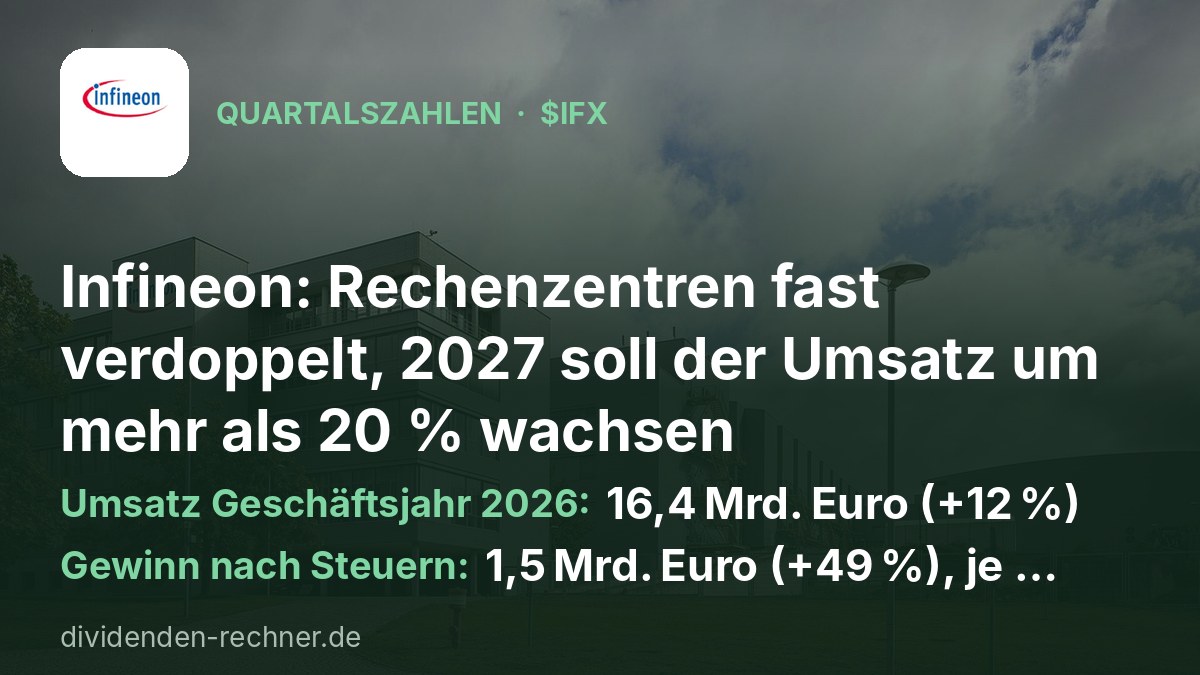 infineon
QUARTALSZAHLEN · $IFX
Infineon: Rechenzentren fast
verdoppelt, 2027 soll der Umsatz um
mehr als 20 % wachsen
Umsatz Geschäftsjahr 2026: 16,4 Mrd. Euro (+12 %)
Gewinn nach Steuern: 1,5 Mrd. Euro (+49 %), je …
dividenden-rechner.de